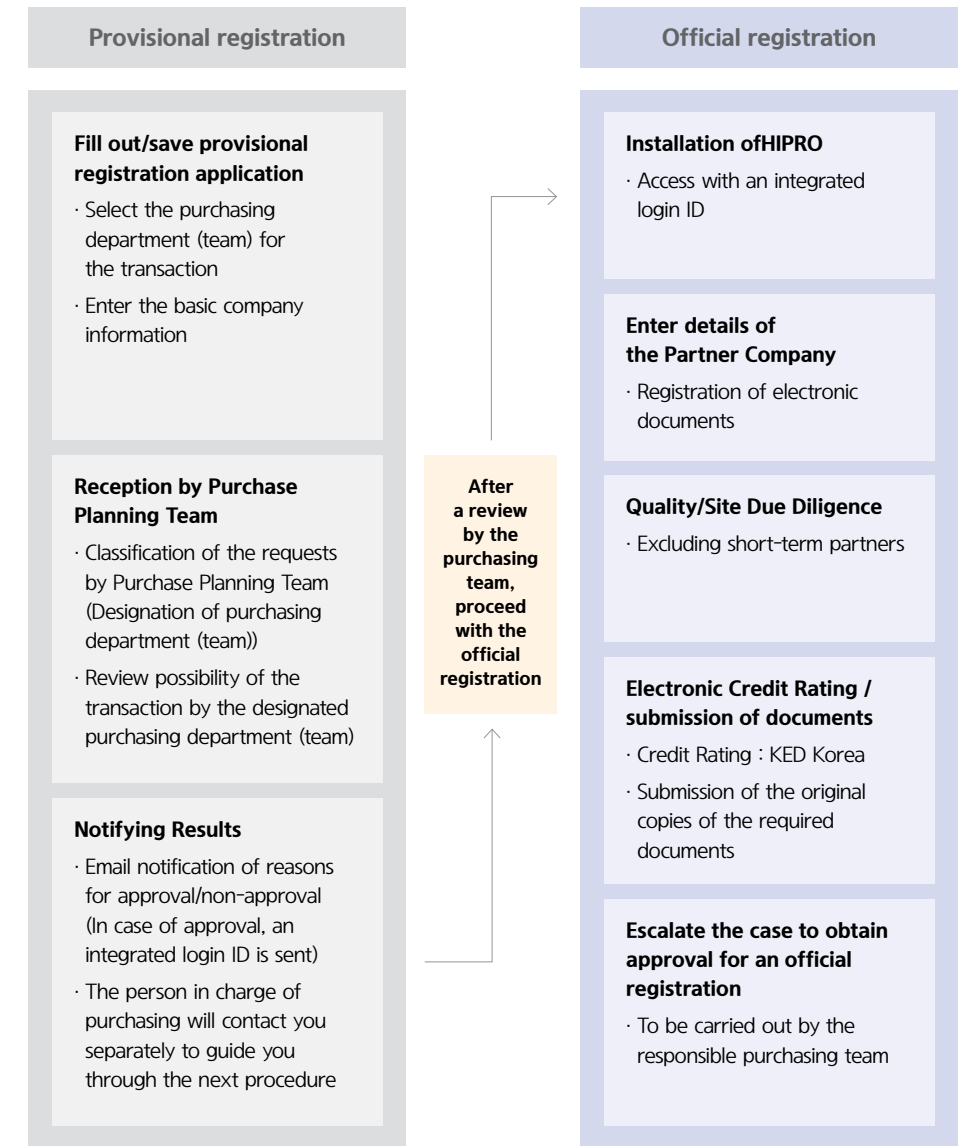 Provisional registration
Fill out/save provisional
registration application
· Select the purchasing
department (team) for
the transaction
· Enter the basic company
information
Reception by Purchase
Planning Team
· Classification of the requests
by Purchase Planning Team
(Designation of purchasing
department (team))
· Review possibility of the
transaction by the designated
purchasing department (team)
Notifying Results
· Email notification of reasons
for approval/non-approval
(In case of approval, an
integrated login ID is sent)
· The person in charge of
purchasing will contact you
separately to guide you
through the next procedure
After
a review
by the
purchasing
team,
proceed
with the
official
registration
Official registration
Installation ofHIPRO
· Access with an integrated
login ID
Enter details of
the Partner Company
· Registration of electronic
documents
Quality/Site Due Diligence
· Excluding short-term partners
Electronic Credit Rating /
submission of documents
· Credit Rating : KED Korea
· Submission of the original
copies of the required
documents
Escalate the case to obtain
approval for an official
registration
· To be carried out by the
responsible purchasing team